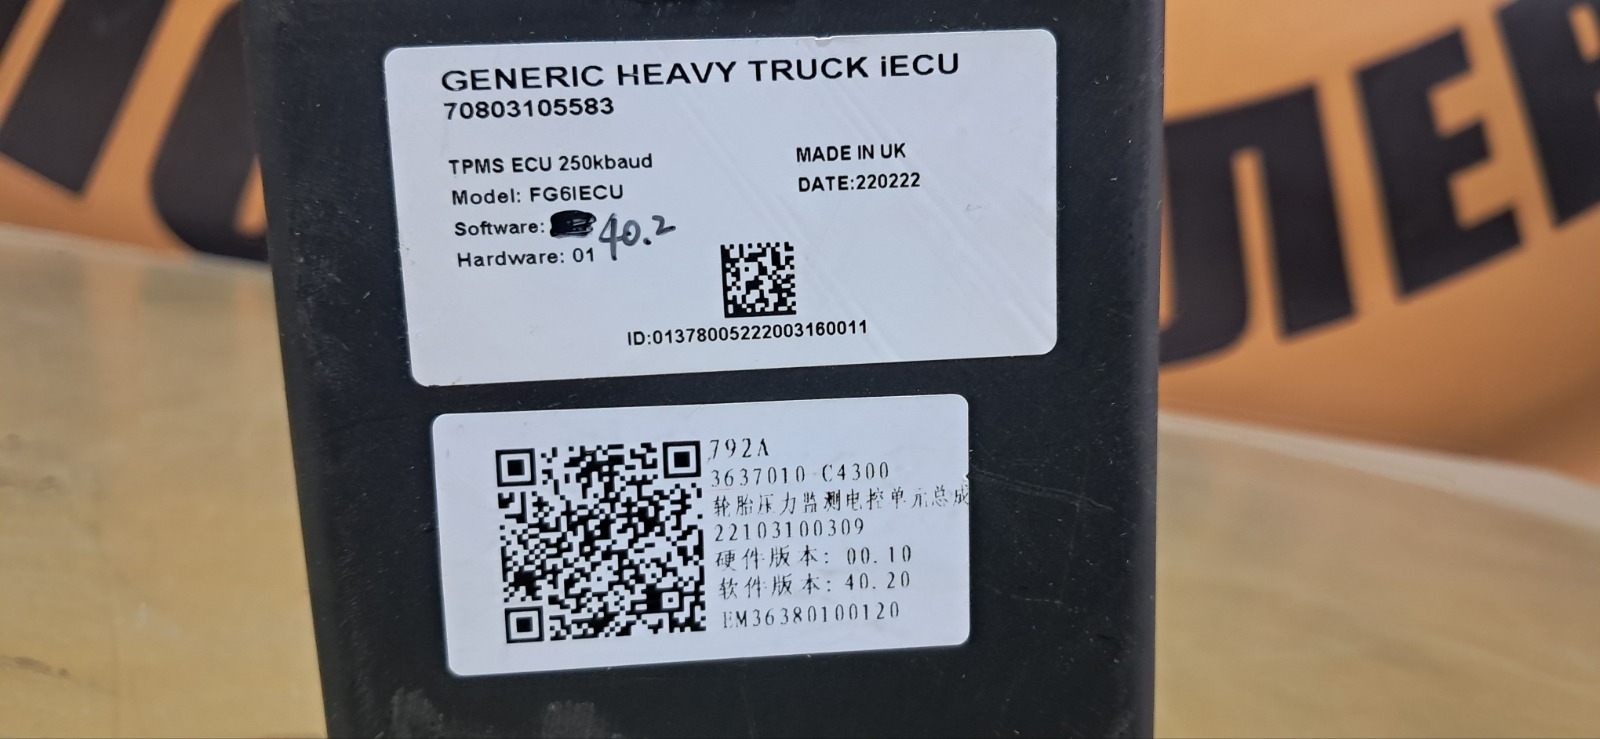 GENERIC HEAVY TRUCK iECU
70803105583
TPMS ECU 250kbaud
MADE IN UK
Model: FG6IECU
DATE:220222
Software: 40.2
Hardware: 01
ID:01378005222003160011
792A
3637010-C4300
轮胎压力监测电控单元总成
22103100309
硬件版本: 00.10
软件版本: 40.20
EM36380100120